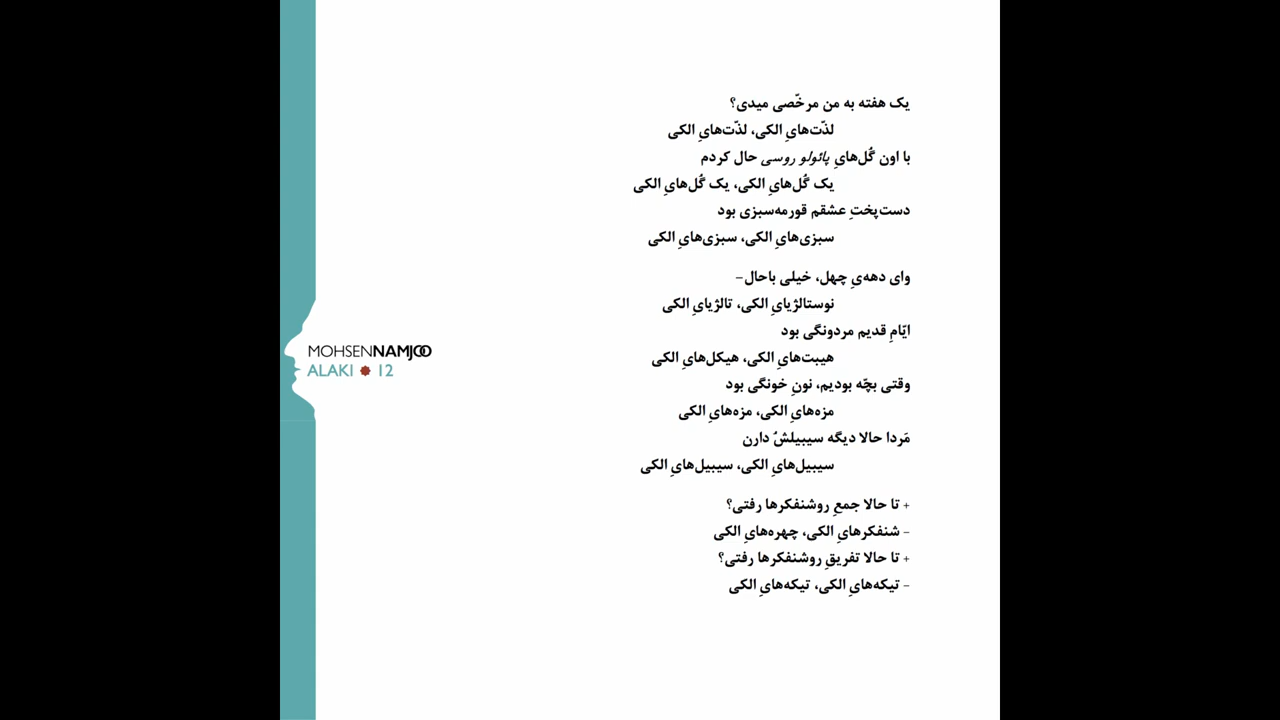 یک هفته به من مرخّصی میدی؟
لذّت‌هایِ الکی، لذّت‌هایِ الکی
با اون گُل‌هایِ پائولو روسی حال کردم
یک گُل‌هایِ الکی، یک گُل‌هایِ الکی
دست‌پختِ عشقم قورمه‌سبزی بود
سبزی‌هایِ الکی، سبزی‌هایِ الکی
وای دهه‌یِ چهل، خیلی باحال–
نوستالژیایِ الکی، تالژیایِ الکی
ایّامِ قدیم مردونگی بود
هیبت‌هایِ الکی، هیکل‌هایِ الکی
وقتی بچّه بودیم، نونِ خونگی بود
مزه‌هایِ الکی، مزه‌هایِ الکی
مَردا حالا دیگه سیبیلشُ دارن
سیبیل‌هایِ الکی، سیبیل‌هایِ الکی
+ تا حالا جمعِ روشنفکرها رفتی؟
– شنفکرهایِ الکی، چهره‌هایِ الکی
+ تا حالا تفریقِ روشنفکرها رفتی؟
– تیکه‌هایِ الکی، تیکه‌هایِ الکی
MOHSENNAMJOO
ALAKI 12